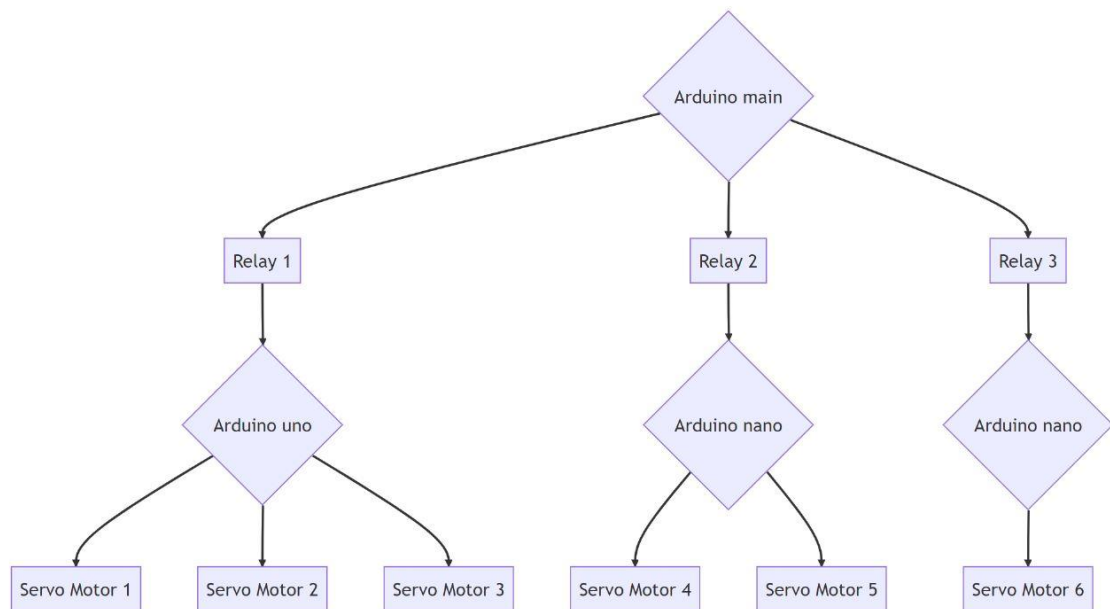 Arduino main
Relay 1
Relay 2
Relay 3
Arduino uno
Arduino nano
Arduino nano
Servo Motor 1
Servo Motor 2
Servo Motor 3
Servo Motor 4
Servo Motor 5
Servo Motor 6